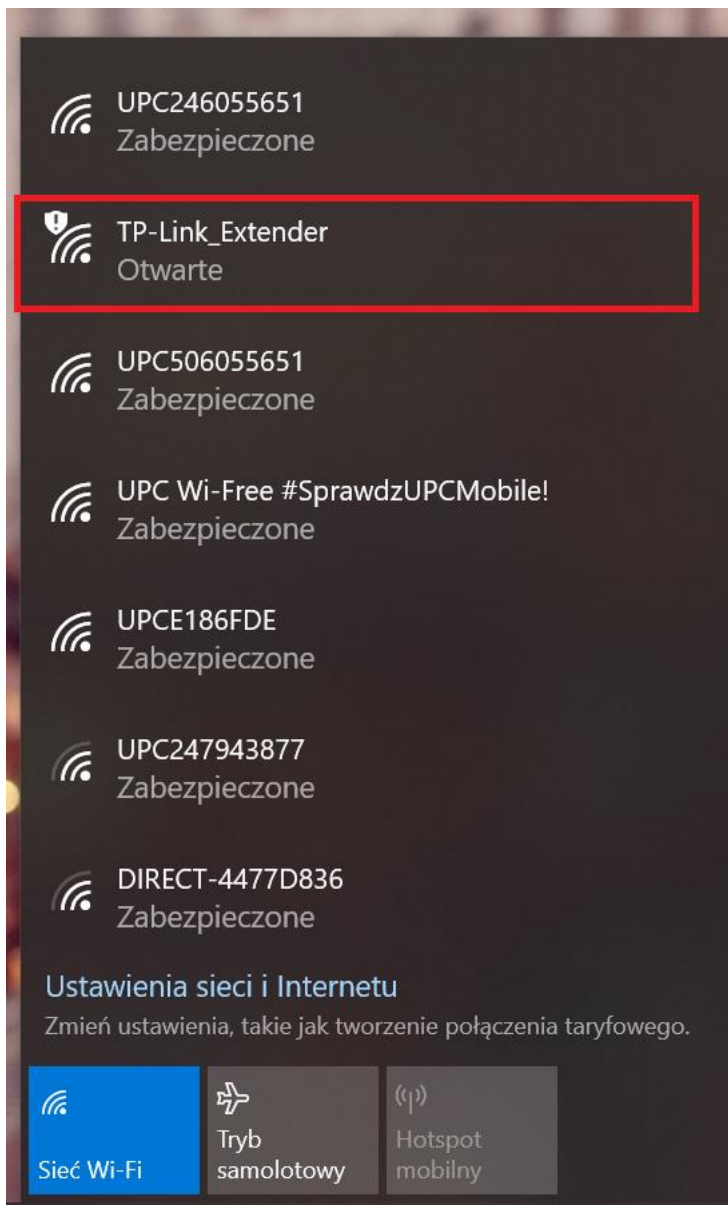 UPC246055651
Zabezpieczone
TP-Link_Extender
Otwarte
UPC506055651
Zabezpieczone
UPC Wi-Free #SprawdzUPCMobile!
Zabezpieczone
UPCE186FDE
Zabezpieczone
UPC247943877
Zabezpieczone
DIRECT-4477D836
Zabezpieczone
Ustawienia sieci i Internetu
Zmień ustawienia, takie jak tworzenie połączenia taryfowego.
Sieć Wi-Fi
Tryb
samolotowy
Hotspot
mobilny